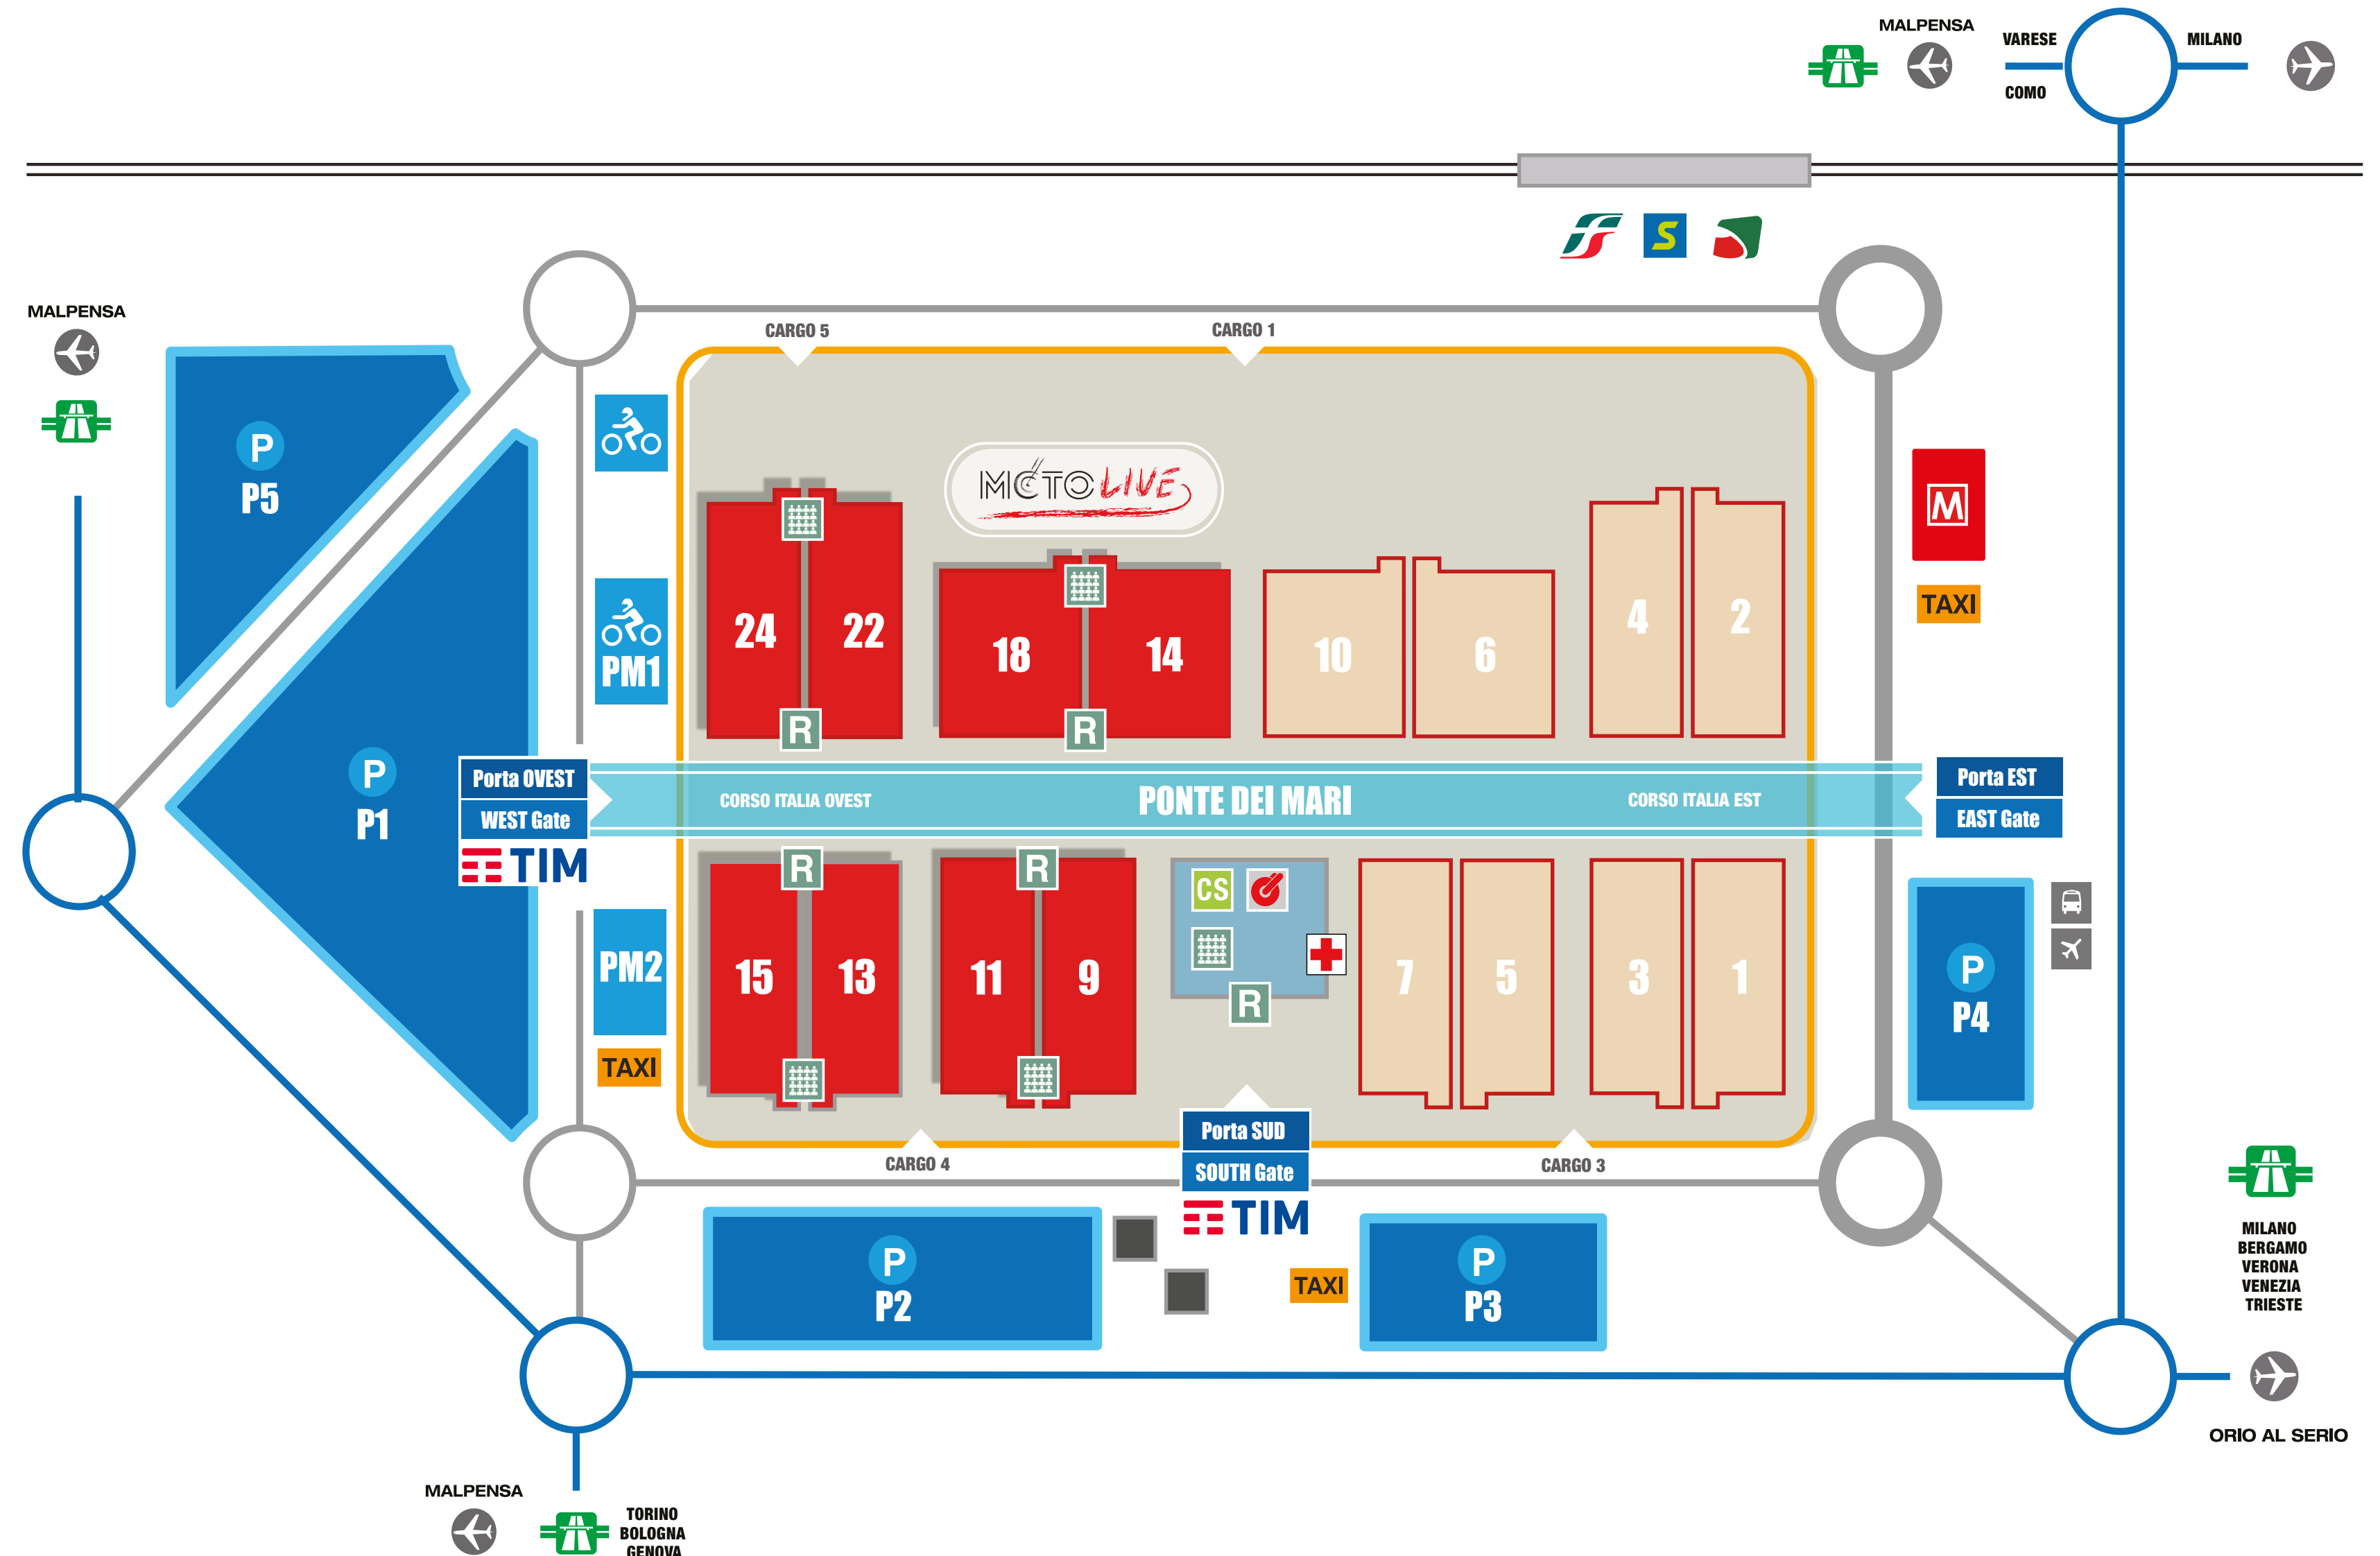 MALPENSA
VARESE
COMO
MILANO
S
MALPENSA
CARGO 5
CARGO 1
P
P5
MOTO LIVE
M
TAXI
PM1
24
22
18
14
10
6
4
2
R
R
P
P1
Porta OVEST
WEST Gate
TIM
CORSO ITALIA OVEST
PONTE DEI MARI
CORSO ITALIA EST
Porta EST
EAST Gate
R
R
CS
R
PM2
TAXI
15
13
11
9
7
5
3
1
P
P4
Porta SUD
SOUTH Gate
TIM
CARGO 4
CARGO 3
P
P2
TAXI
P
P3
MILANO
BERGAMO
VERONA
VENEZIA
TRIESTE
ORIO AL SERIO
MALPENSA
TORINO
BOLOGNA
GENOVA